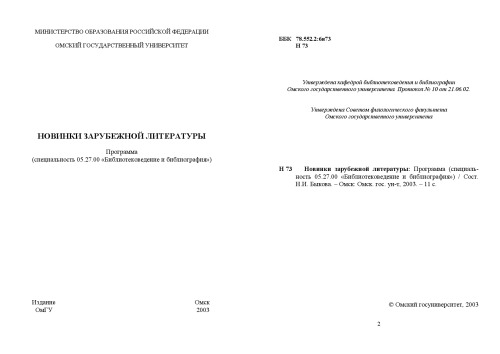 МИНИСТЕРСТВО ОБРАЗОВАНИЯ РОССИЙСКОЙ ФЕДЕРАЦИИ
ОМСКИЙ ГОСУДАРСТВЕННЫЙ УНИВЕРСИТЕТ
НОВИНКИ ЗАРУБЕЖНОЙ ЛИТЕРАТУРЫ
Программа
(специальность 05.27.00 «Библиотековедение и библиография»)
Издание Омск
ОмГУ 2003
ББК 78.552.2:6я73
Н 73
Утверждена кафедрой библиотековедения и библиографии
Омского государственного университета. Протокол № 10 от 21.06.02.
Утверждена Советом филологического факультета
Омского государственного университета
Н 73 Новинки зарубежной литературы: Программа (специаль-
ность 05.27.00 «Библиотековедение и библиография») / Сост.
И.И. Быкова. – Омск: Омск. гос. ун-т, 2003. – 11 с.
© Омский госуниверситет, 2003
2